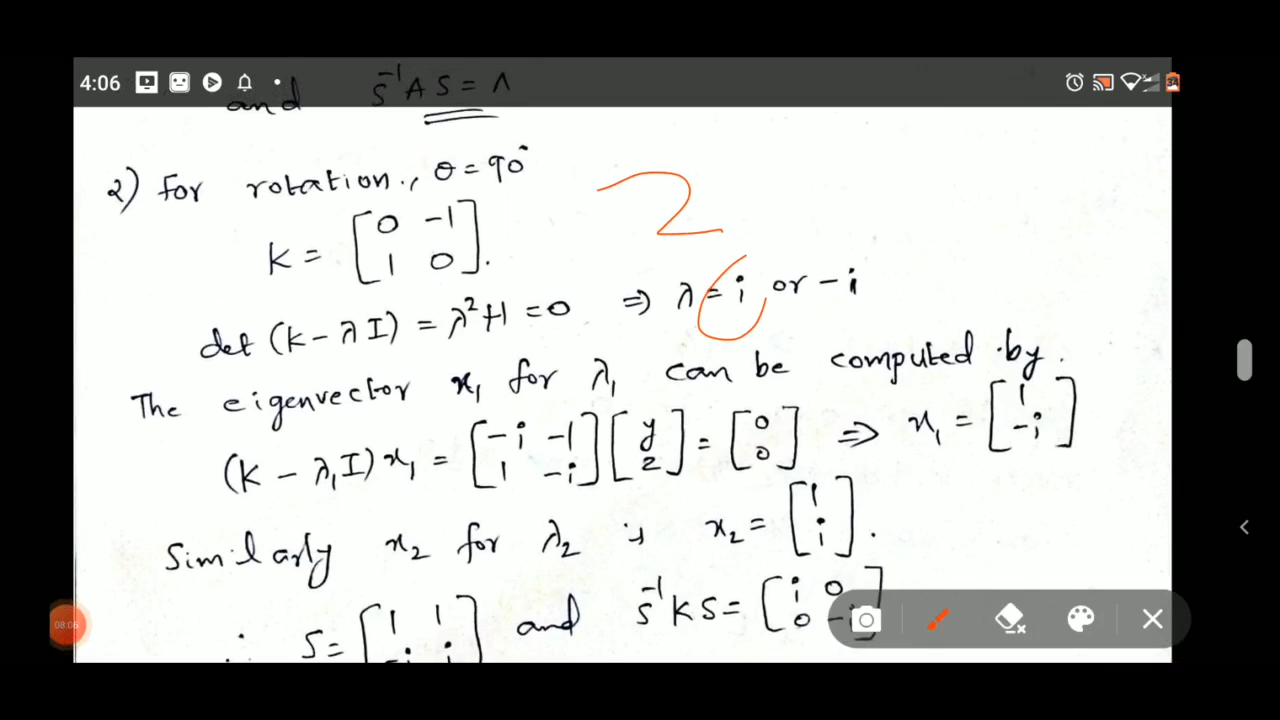 4:06
34
and S⁻¹AS = Λ
2) For rotation, θ = 90°
K = [0 -1; 1 0].
det (K - λI) = λ² + 1 = 0 ⇒ λ = i or -i
2
The eigenvector x₁ for λ₁ can be computed by.
(K - λ₁I) x₁ = [-i -1; 1 -i] [y; z] = [0; 0] ⇒ x₁ = [1; -i]
Similarly x₂ for λ₂ is x₂ = [1; i].
∴ S = [1 1; -i i] and S⁻¹KS = [i 0; 0 -i]
08:06